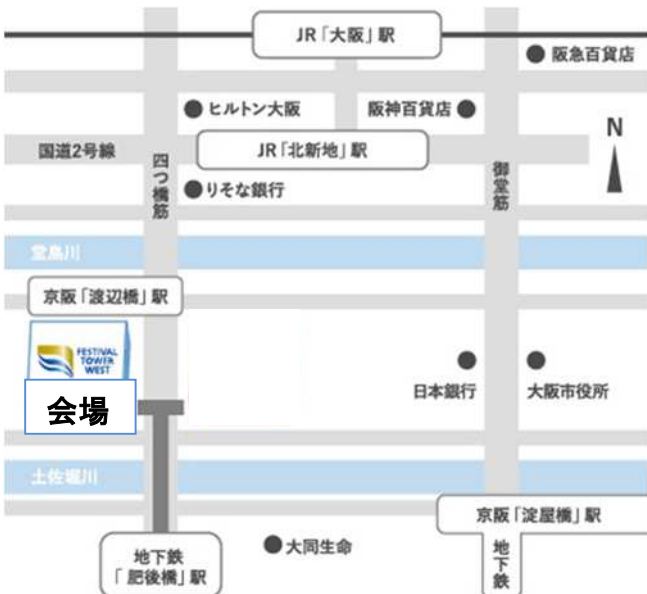 JR「大阪」駅
阪急百貨店
ヒルトン大阪
阪神百貨店
N
国道2号線
JR「北新地」駅
四つ橋筋
御堂筋
りそな銀行
堂島川
京阪「渡辺橋」駅
FESTIVAL
TOWER
WEST
会場
日本銀行
大阪市役所
土佐堀川
京阪「淀屋橋」駅
大同生命
地下鉄
「 肥後橋」駅
地下鉄